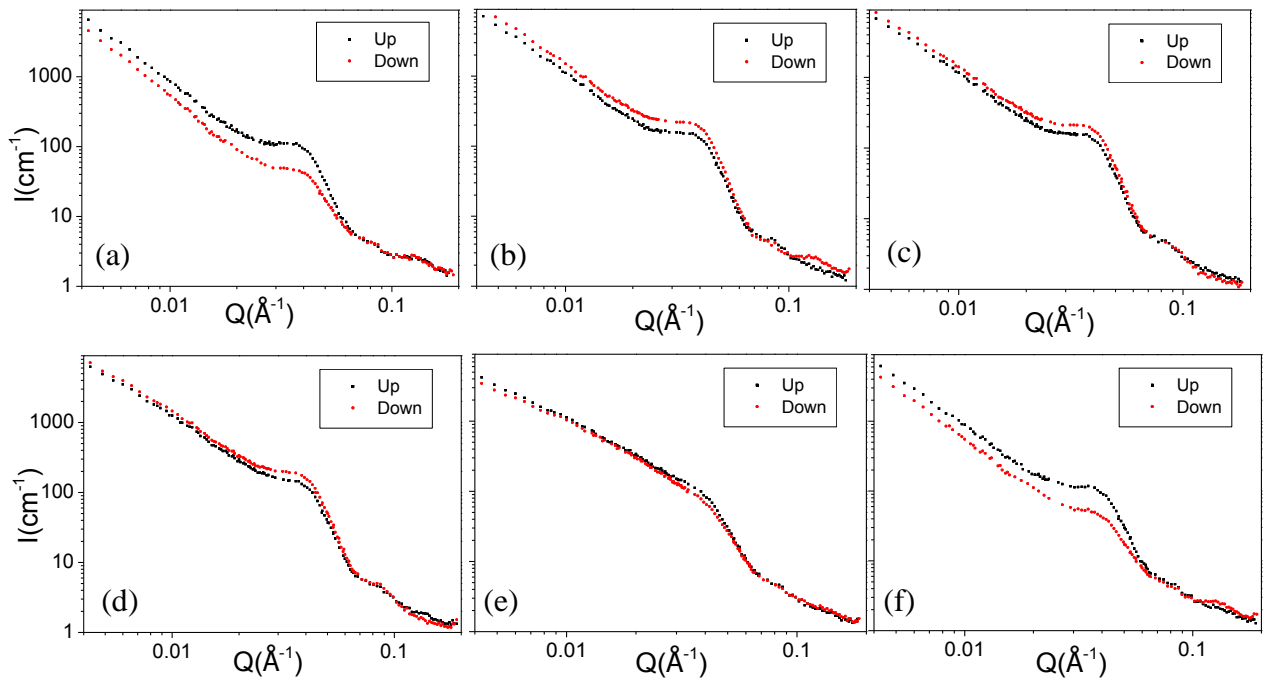 Up
Down
1000
100
10
1
I(cm⁻¹)
(a)
0.01
0.1
Q(Å⁻¹)
Up
Down
(b)
0.01
0.1
Q(Å⁻¹)
Up
Down
(c)
0.01
0.1
Q(Å⁻¹)
Up
Down
1000
100
10
1
I(cm⁻¹)
(d)
0.01
0.1
Q(Å⁻¹)
Up
Down
(e)
0.01
0.1
Q(Å⁻¹)
Up
Down
(f)
0.01
0.1
Q(Å⁻¹)